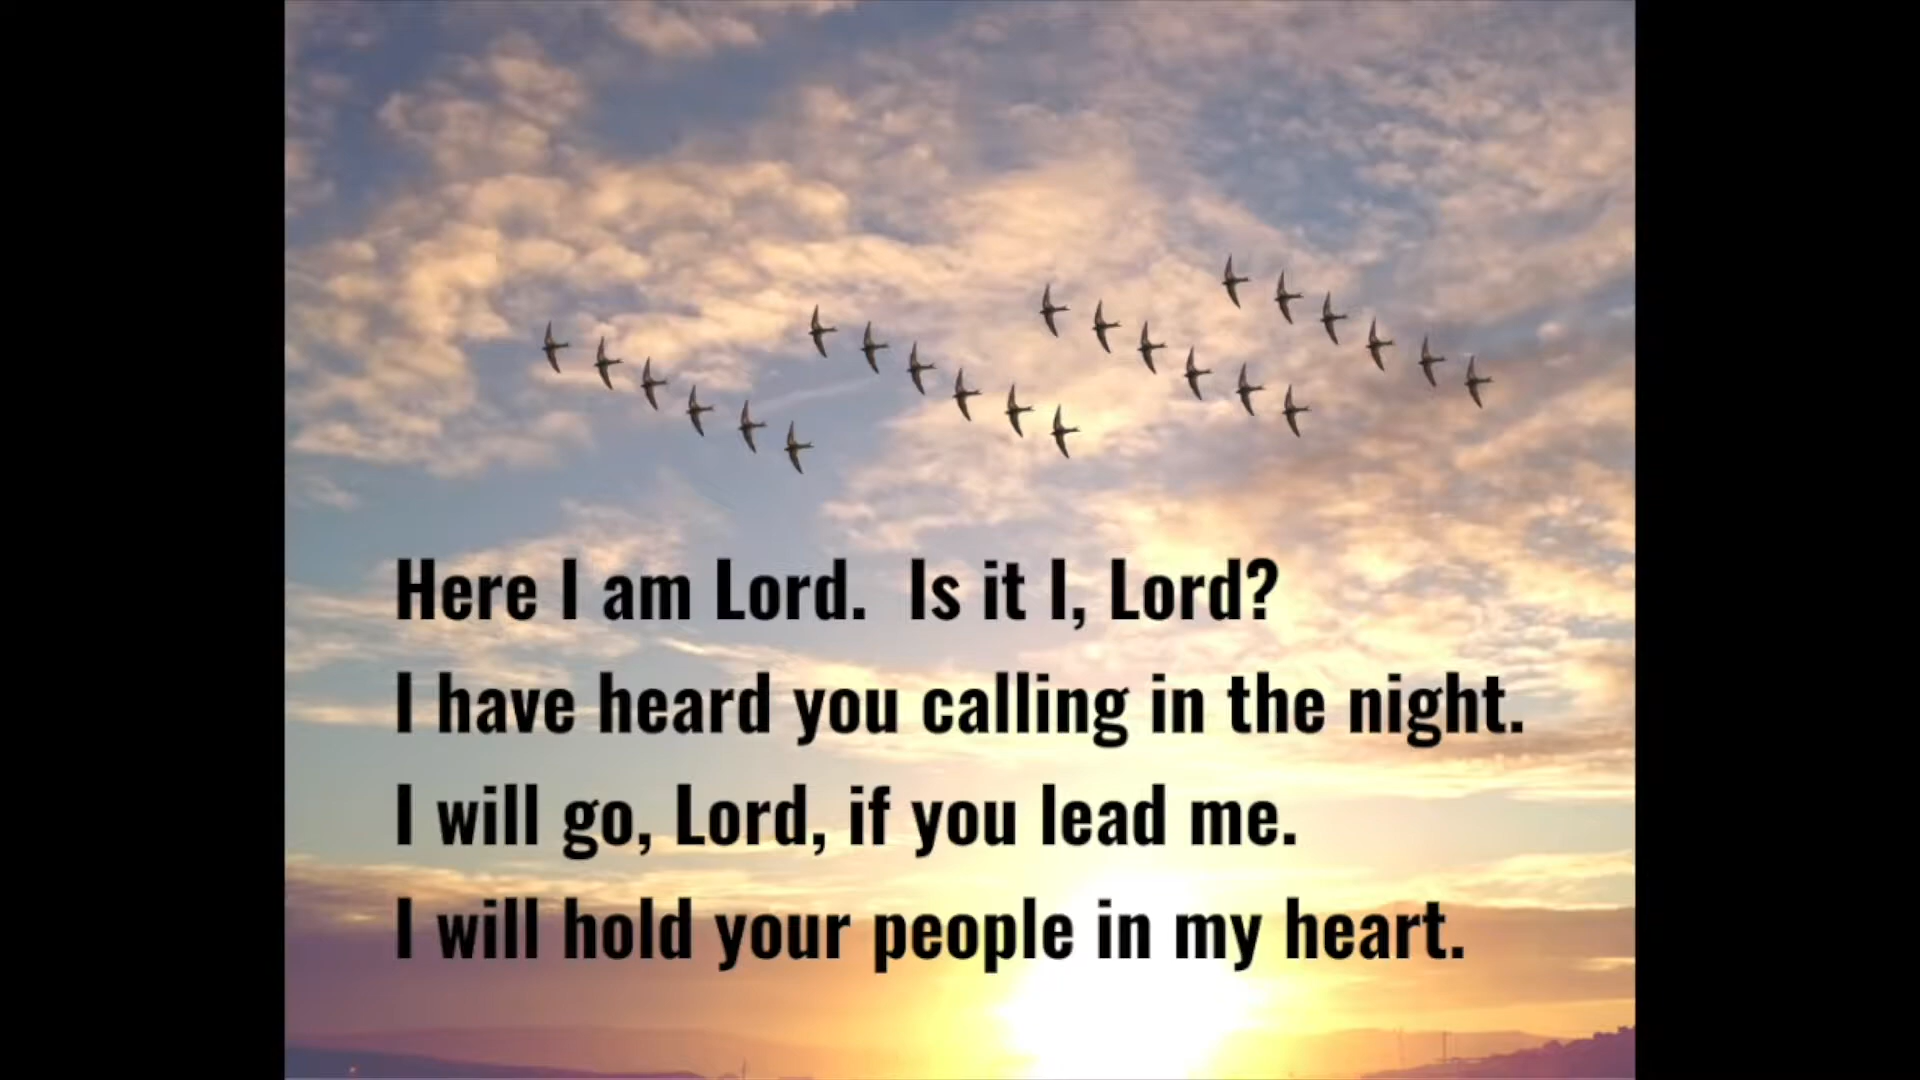 Here I am Lord.  Is it I, Lord?
I have heard you calling in the night.
I will go, Lord, if you lead me.
I will hold your people in my heart.